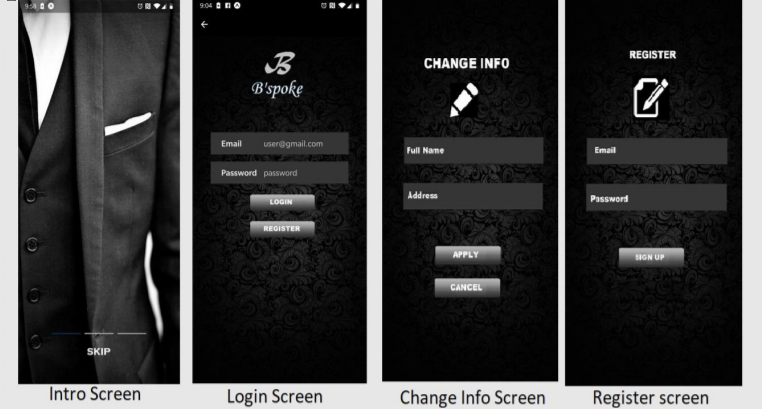 9:58
SKIP
Intro Screen
9:04
B
B'spoke
Email user@gmail.com
Password password
LOGIN
REGISTER
Login Screen
CHANGE INFO
Full Name
Address
APPLY
CANCEL
Change Info Screen
REGISTER
Email
Password
SIGN UP
Register screen